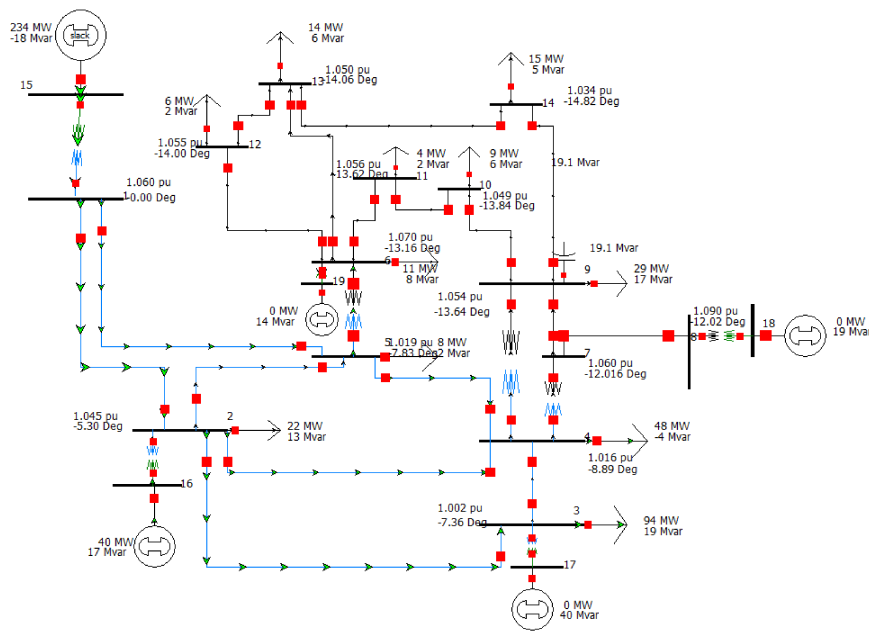 234 MW
-18 Mvar
slack
15
14 MW
6 Mvar
1.050 pu
-14.06 Deg
13
15 MW
5 Mvar
1.034 pu
-14.82 Deg
14
6 MW
2 Mvar
1.055 pu
-14.00 Deg
12
1.056 pu
-13.62 Deg
11
4 MW
2 Mvar
9 MW
6 Mvar
10
1.049 pu
-13.84 Deg
19.1 Mvar
1.060 pu
-0.00 Deg
1
1.070 pu
-13.16 Deg
6
11 MW
8 Mvar
19
0 MW
14 Mvar
19.1 Mvar
9
29 MW
17 Mvar
1.054 pu
-13.64 Deg
1.090 pu
-12.02 Deg
8
18
0 MW
19 Mvar
5
1.019 pu
-7.83 Deg
8 MW
2 Mvar
7
1.060 pu
-12.016 Deg
1.045 pu
-5.30 Deg
2
22 MW
13 Mvar
48 MW
-4 Mvar
4
1.016 pu
-8.89 Deg
16
40 MW
17 Mvar
1.002 pu
-7.36 Deg
3
94 MW
19 Mvar
17
0 MW
40 Mvar